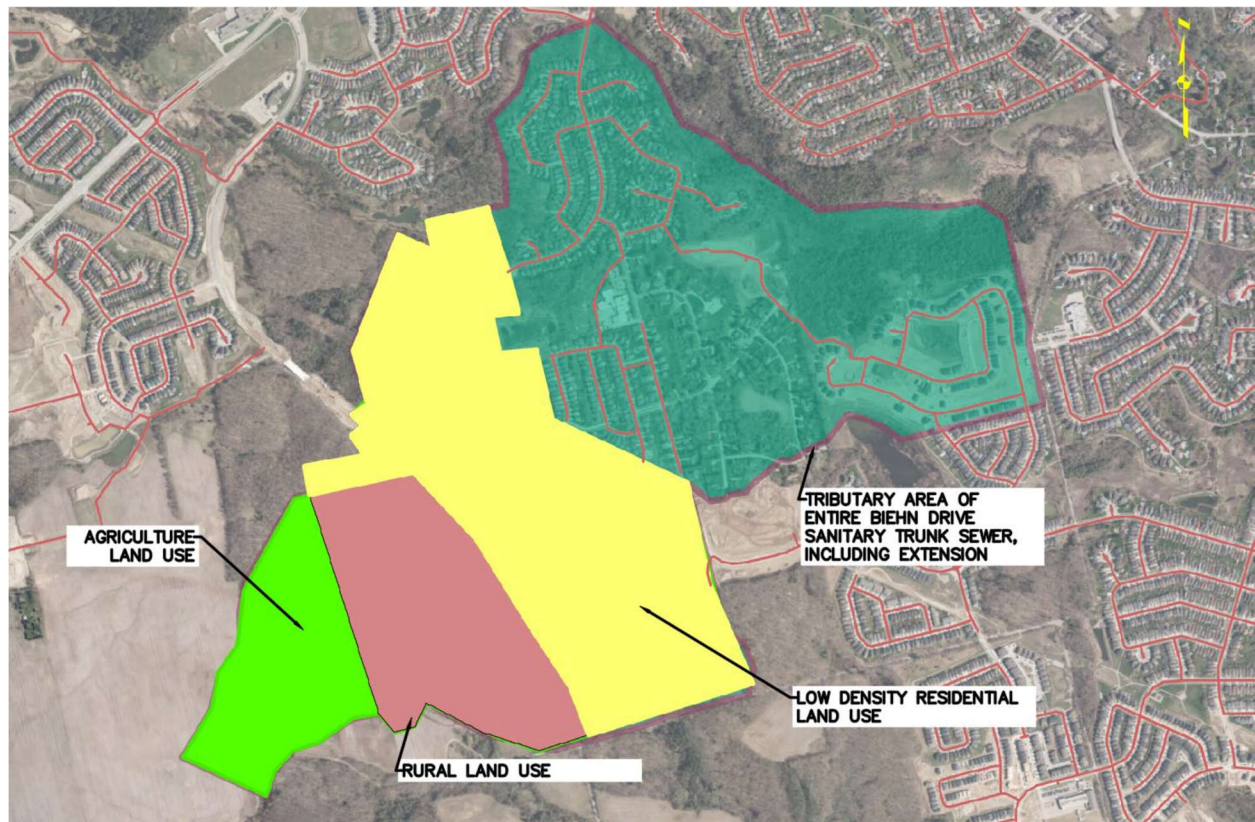 AGRICULTURE
LAND USE
TRIBUTARY AREA OF
ENTIRE BIEHN DRIVE
SANITARY TRUNK SEWER,
INCLUDING EXTENSION
LOW DENSITY RESIDENTIAL
LAND USE
RURAL LAND USE